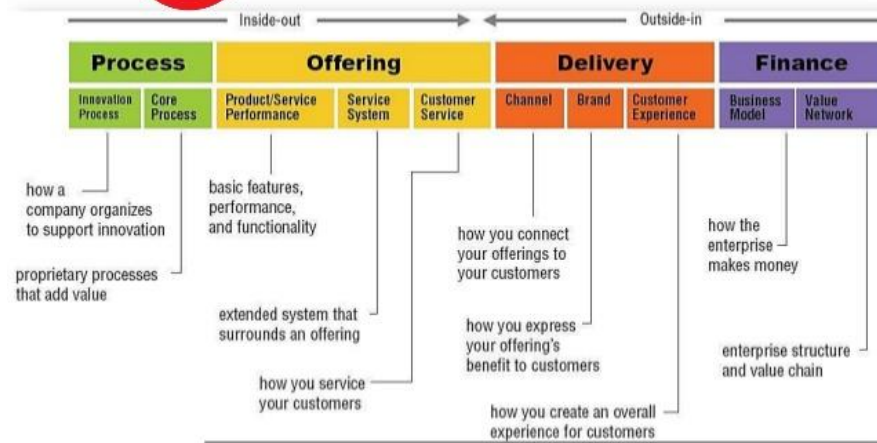 Inside-out
Outside-in
Process
Offering
Delivery
Finance
Innovation
Process
Core
Process
Product/Service
Performance
Service
System
Customer
Service
Channel
Brand
Customer
Experience
Business
Model
Value
Network
how a
company organizes
to support innovation
proprietary processes
that add value
basic features,
performance,
and functionality
extended system that
surrounds an offering
how you service
your customers
how you connect
your offerings to
your customers
how you express
your offering's
benefit to customers
how you create an overall
experience for customers
how the
enterprise
makes money
enterprise structure
and value chain